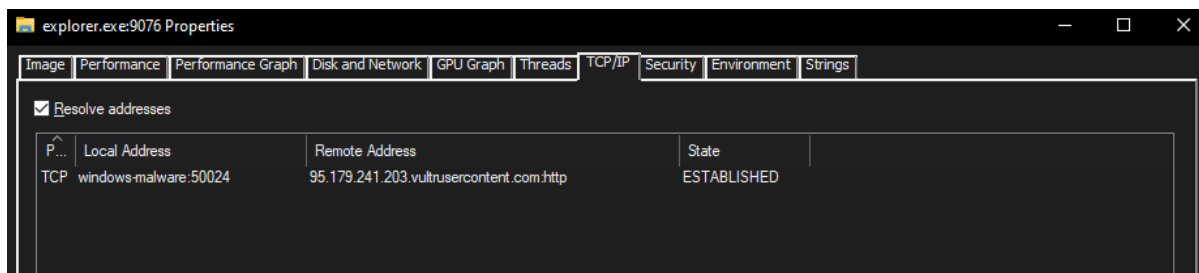 explorer.exe:9076 Properties
Image Performance Performance Graph Disk and Network GPU Graph Threads TCP/IP Security Environment Strings
Resolve addresses
P... Local Address Remote Address State
TCP windows-malware:50024 95.179.241.203.vultrusercontent.com:http ESTABLISHED